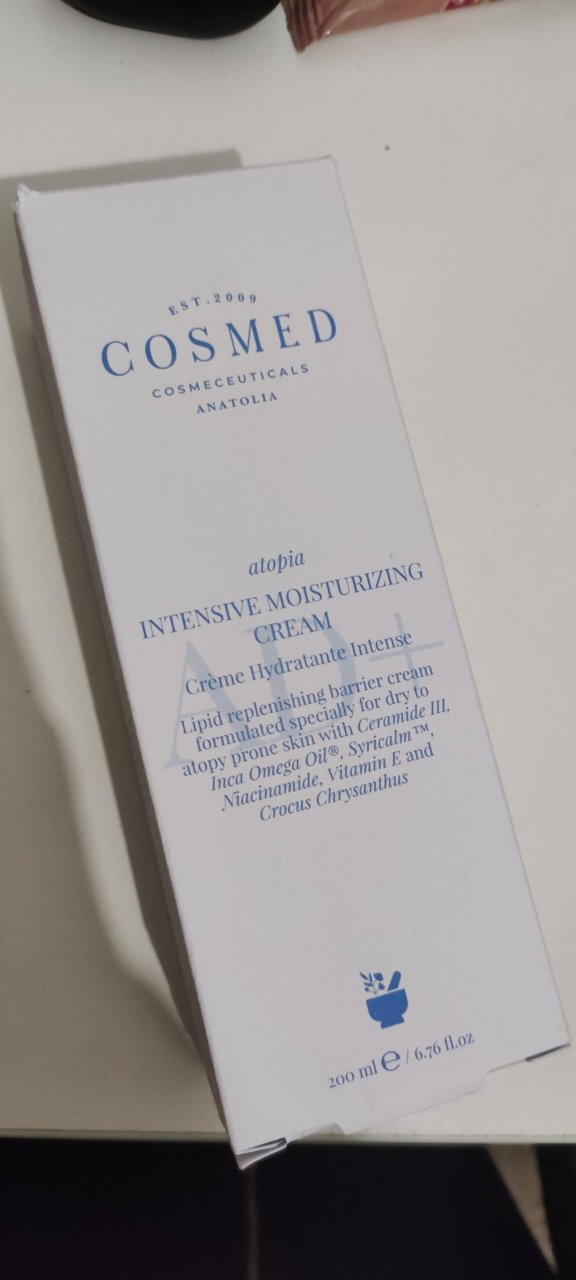 EST.2009
COSMED
COSMECEUTICALS
ANATOLIA
atopia
INTENSIVE MOISTURIZING
CREAM
AD+
Crème Hydratante Intense
Lipid replenishing barrier cream
formulated specially for dry to
atopy prone skin with Ceramide III,
Inca Omega Oil®, Syricalm™,
Niacinamide, Vitamin E and
Crocus Chrysanthus
200 ml ℮ / 6.76 fl.oz